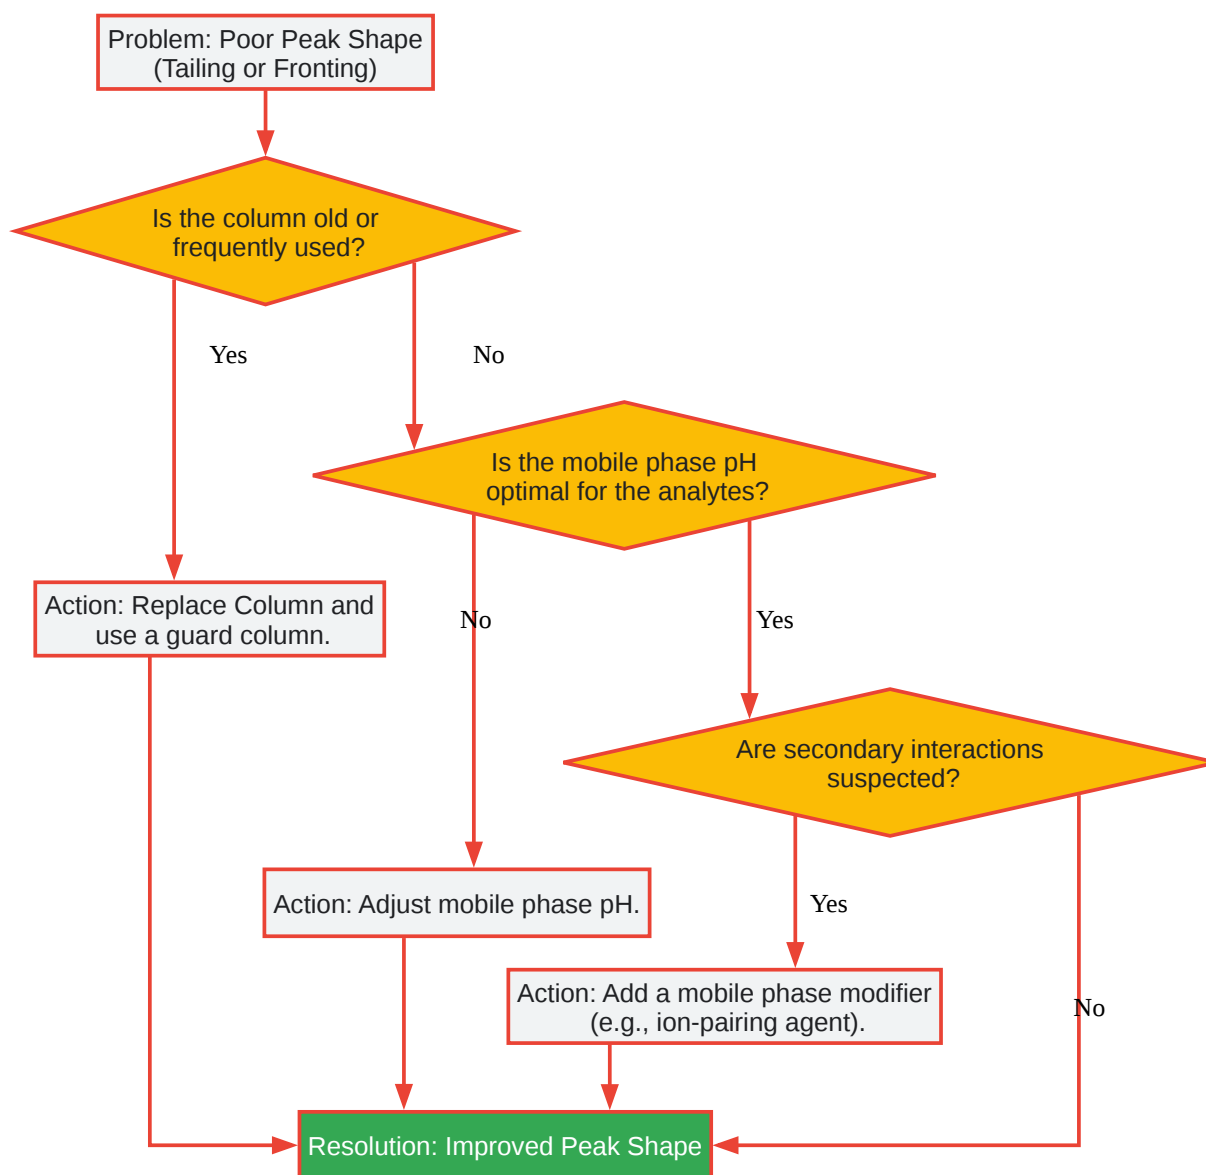 Problem: Poor Peak Shape
(Tailing or Fronting)
Is the column old or
frequently used?
Yes
No
Is the mobile phase pH
optimal for the analytes?
Action: Replace Column and
use a guard column.
No
Yes
Are secondary interactions
suspected?
Action: Adjust mobile phase pH.
Yes
Action: Add a mobile phase modifier
(e.g., ion-pairing agent).
No
Resolution: Improved Peak Shape